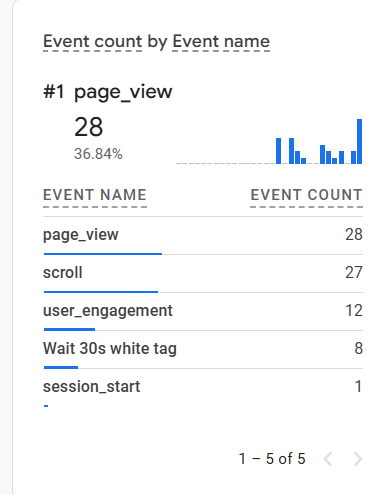 Event count by Event name
#1 page_view
28
36.84%
EVENT NAME EVENT COUNT
page_view 28
scroll 27
user_engagement 12
Wait 30s white tag 8
session_start 1
1 – 5 of 5